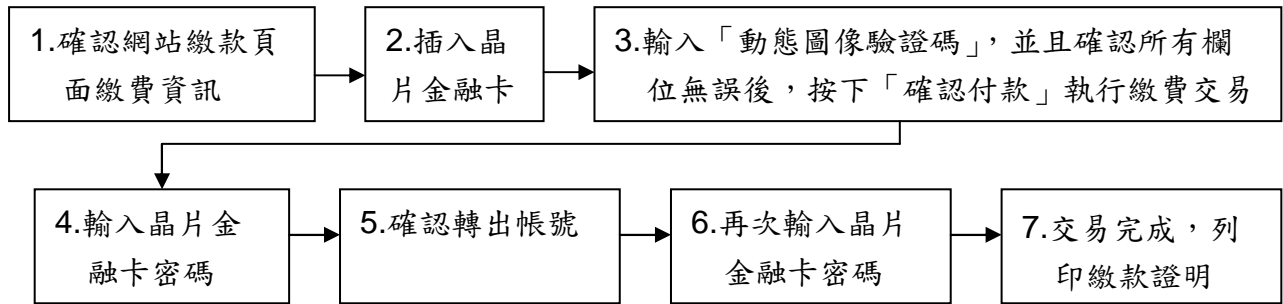 1.確認網站繳款頁
面繳費資訊
2.插入晶
片金融卡
3.輸入「動態圖像驗證碼」，並且確認所有欄
位無誤後，按下「確認付款」執行繳費交易
4.輸入晶片金
融卡密碼
5.確認轉出帳號
6.再次輸入晶片
金融卡密碼
7.交易完成，列
印繳款證明